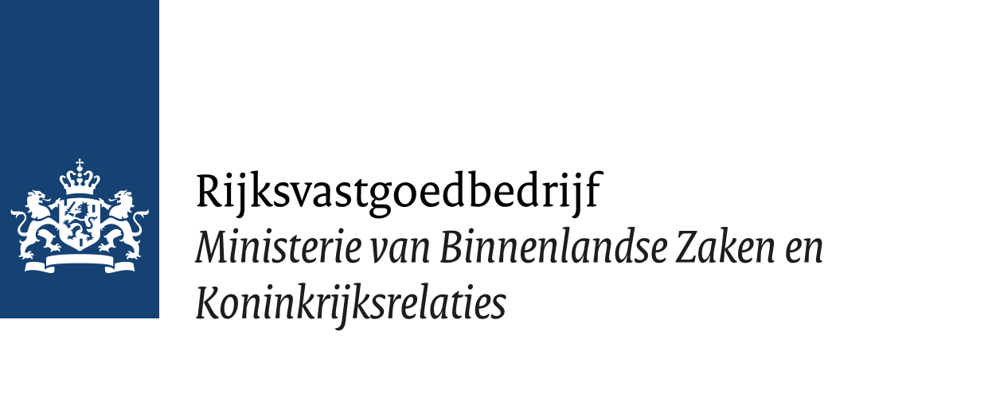 Rijksvastgoedbedrijf
Ministerie van Binnenlandse Zaken en
Koninkrijksrelaties